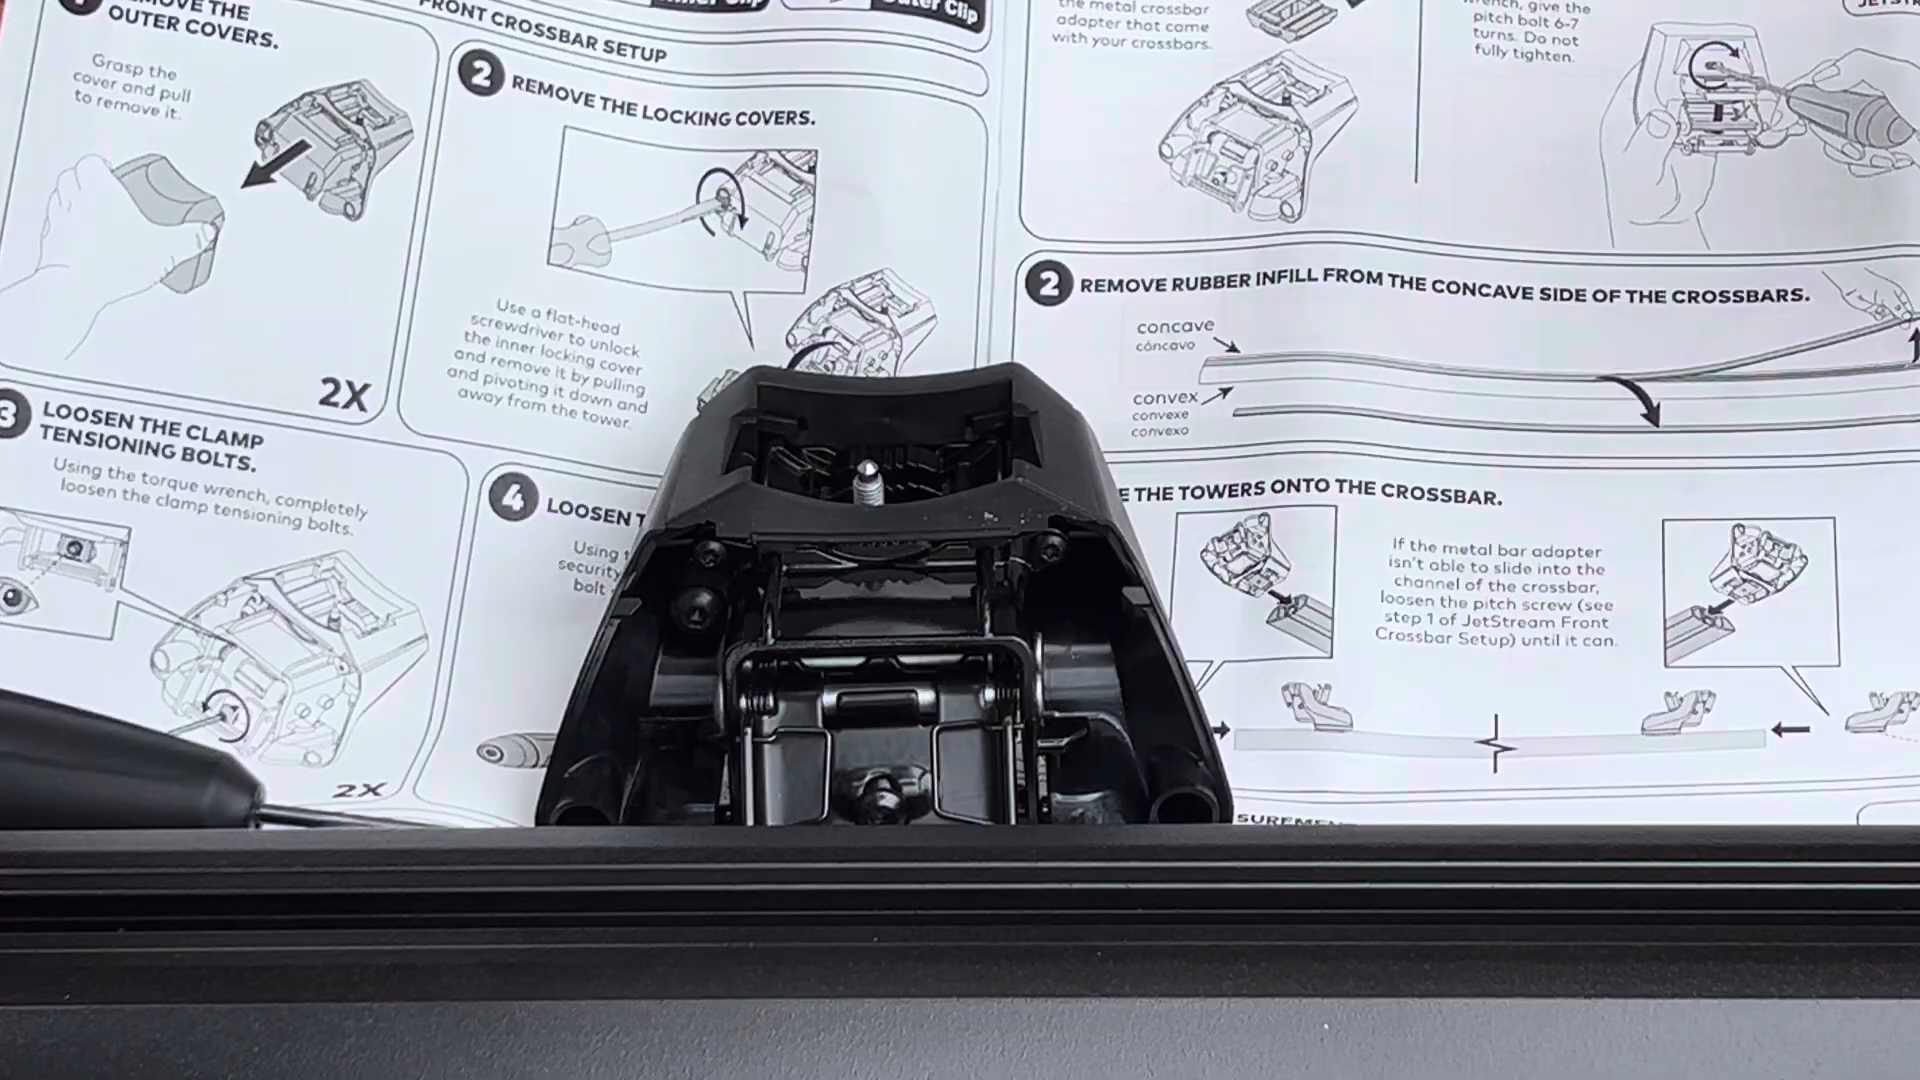 OVE THE
OUTER COVERS.
Grasp the
cover and pull
to remove it.
2X
FRONT CROSSBAR SETUP
Clip
Outer Clip
2 REMOVE THE LOCKING COVERS.
Use a flat-head
screwdriver to unlock
the inner locking cover
and remove it by pulling
and pivoting it down and
away from the tower.
3 LOOSEN THE CLAMP
TENSIONING BOLTS.
Using the torque wrench, completely
loosen the clamp tensioning bolts.
2X
4 LOOSEN T
Using t
security
bolt
the metal crossbar
adapter that came
with your crossbars.
wrench, give the
pitch bolt 6-7
turns. Do not
fully tighten.
2 REMOVE RUBBER INFILL FROM THE CONCAVE SIDE OF THE CROSSBARS.
concave
cóncavo
convex
convexe
convexo
E THE TOWERS ONTO THE CROSSBAR.
If the metal bar adapter
isn't able to slide into the
channel of the crossbar,
loosen the pitch screw (see
step 1 of JetStream Front
Crossbar Setup) until it can.